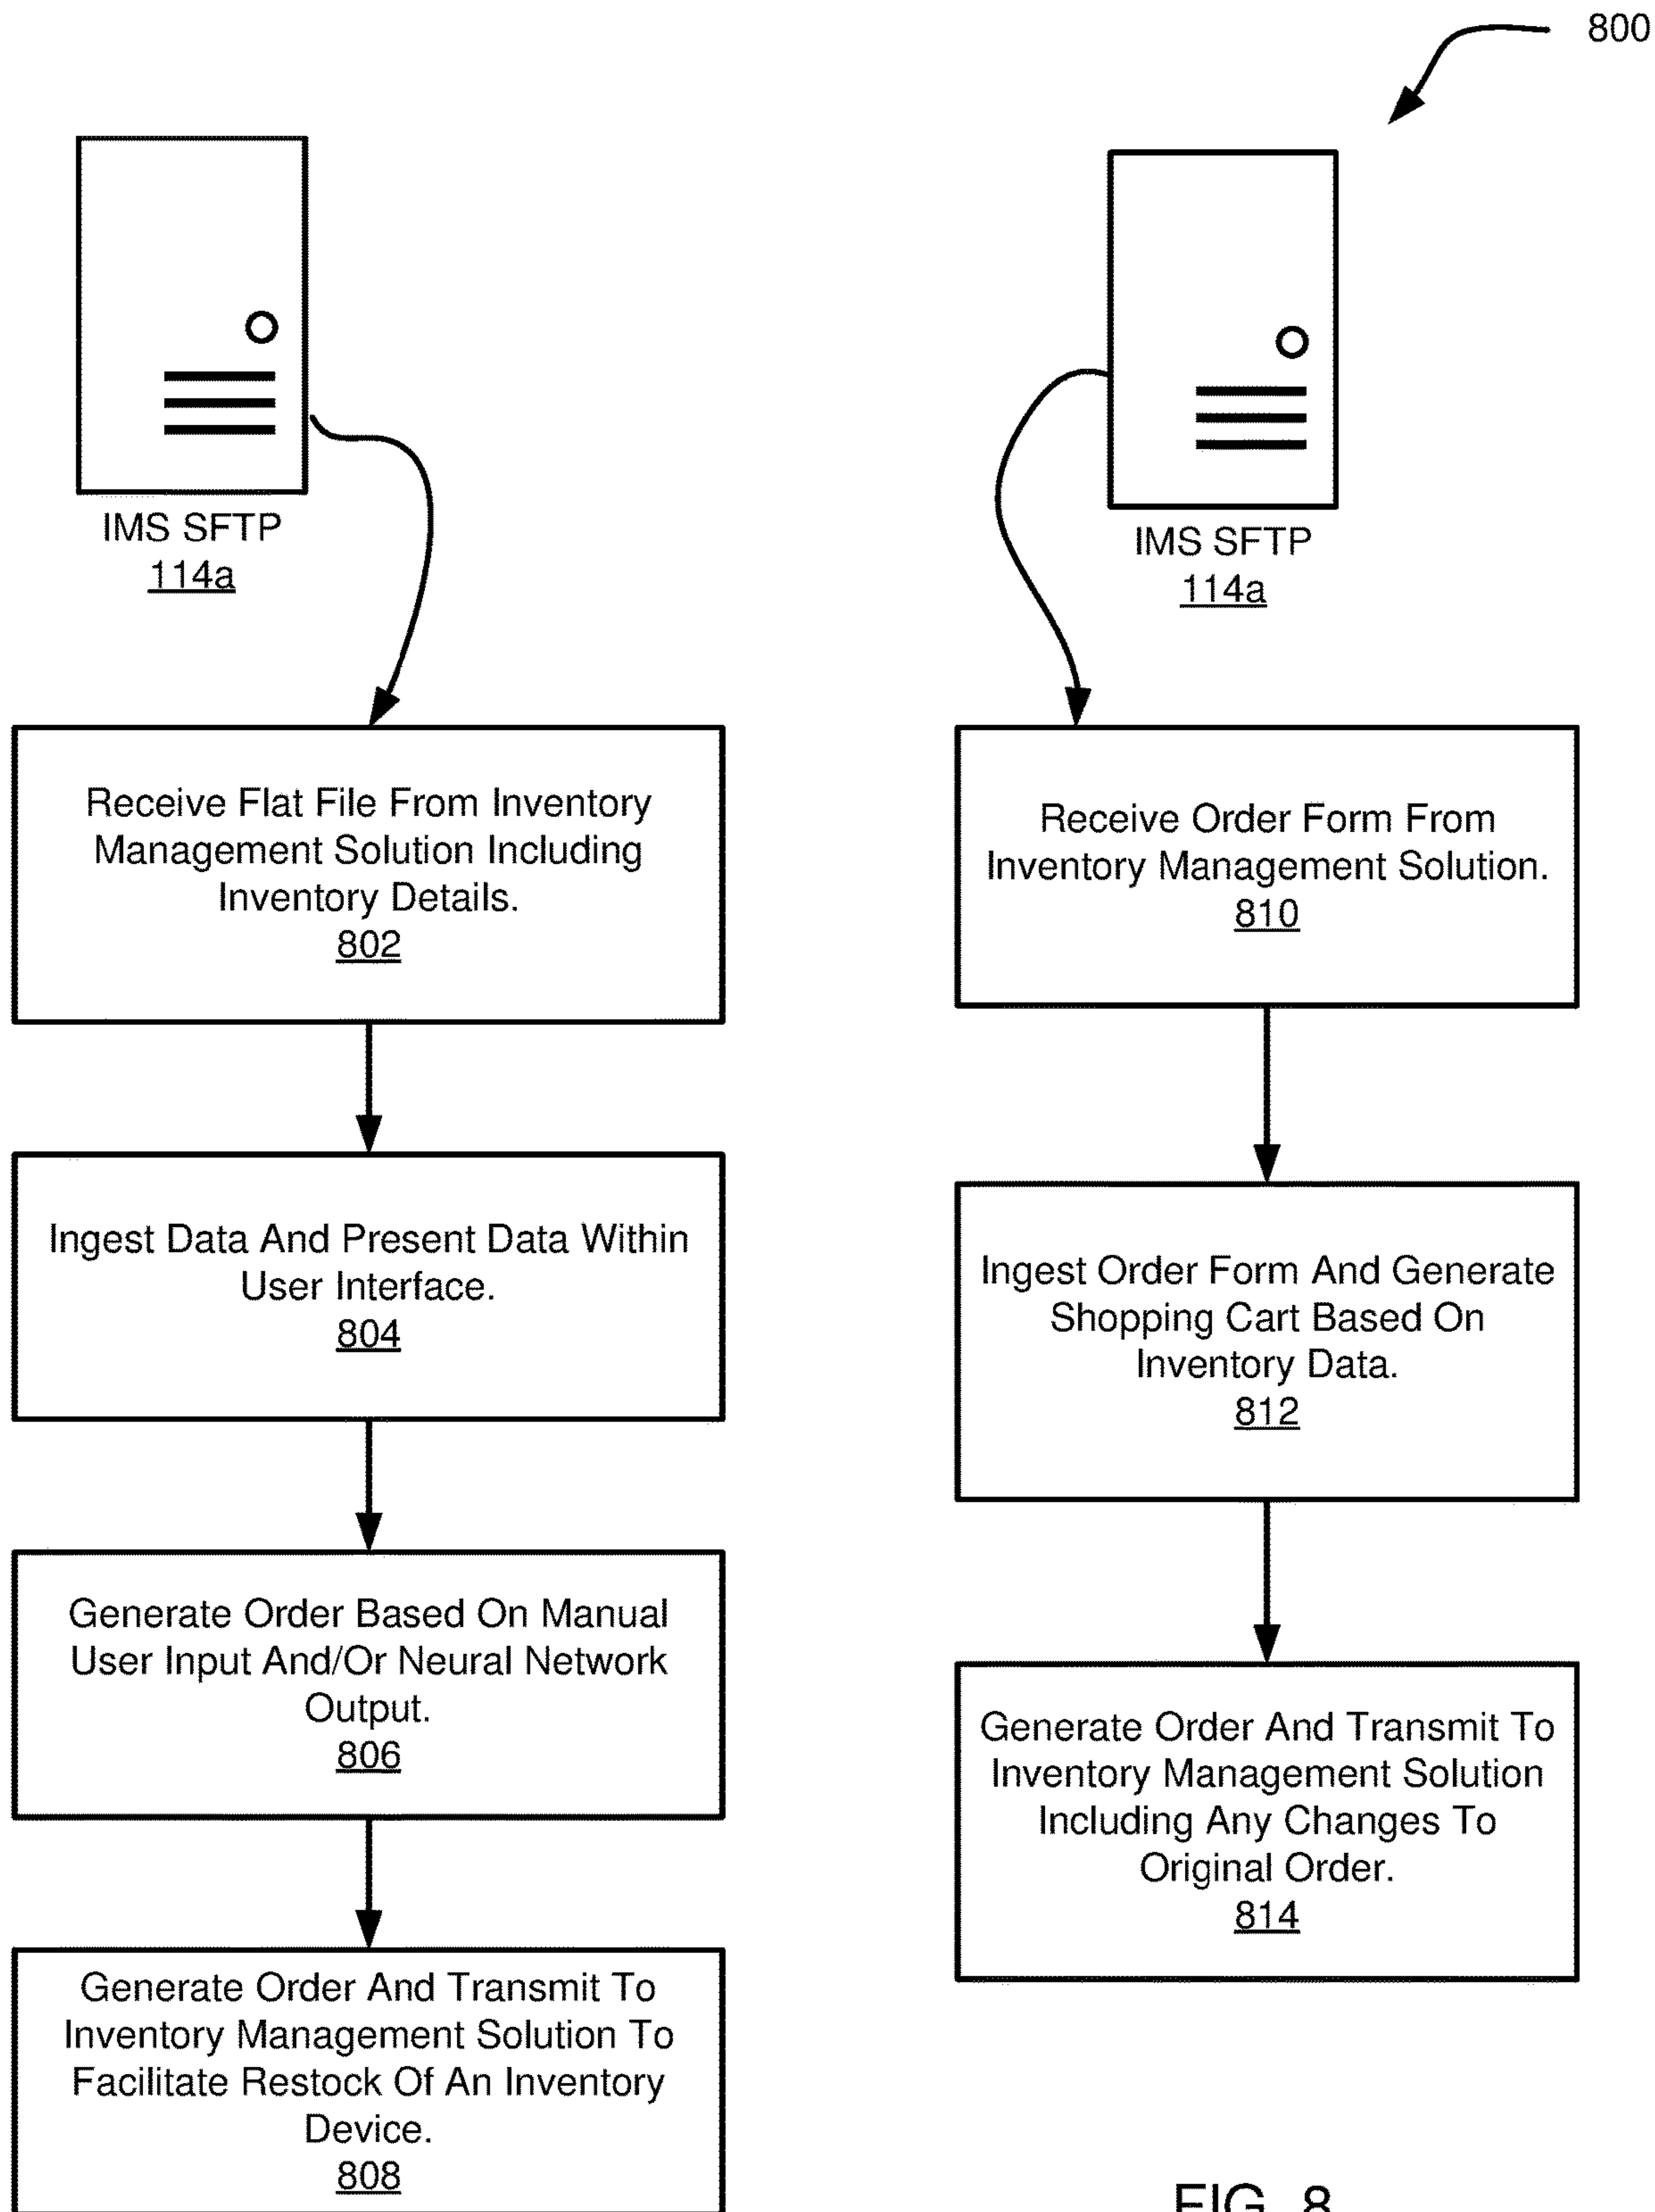 800
IMS SFTP
114a
IMS SFTP
114a
Receive Flat File From Inventory
Management Solution Including
Inventory Details.
802
Ingest Data And Present Data Within
User Interface.
804
Generate Order Based On Manual
User Input And/Or Neural Network
Output.
806
Generate Order And Transmit To
Inventory Management Solution To
Facilitate Restock Of An Inventory
Device.
808
Receive Order Form From
Inventory Management Solution.
810
Ingest Order Form And Generate
Shopping Cart Based On
Inventory Data.
812
Generate Order And Transmit To
Inventory Management Solution
Including Any Changes To
Original Order.
814
FIG. 8